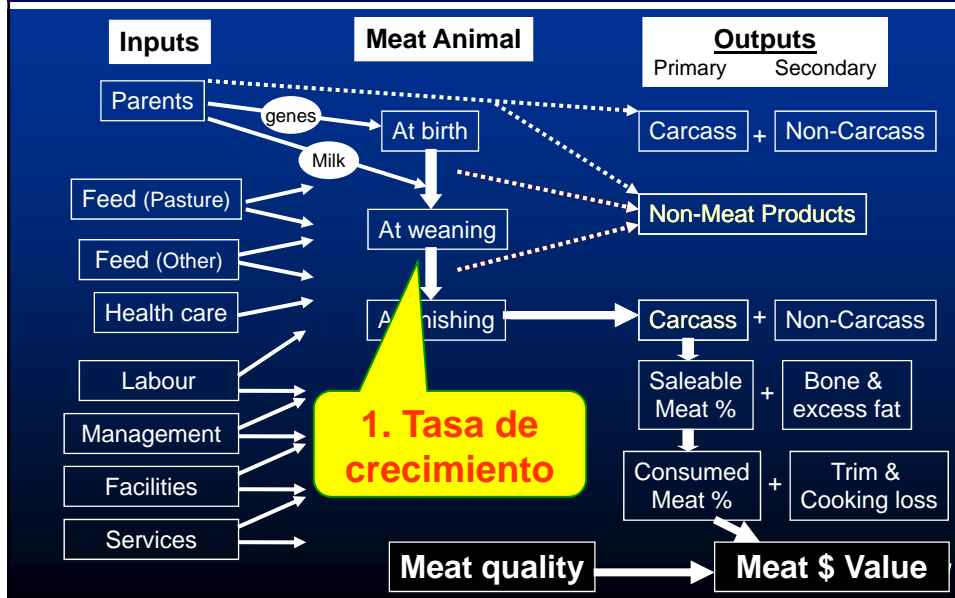 Inputs
Meat Animal
Outputs
Primary Secondary
Parents
genes
Milk
At birth
Carcass + Non-Carcass
Feed (Pasture)
Non-Meat Products
At weaning
Feed (Other)
Health care
A nishing
Carcass + Non-Carcass
Labour
Saleable
Meat %
+
Bone &
excess fat
1. Tasa de
crecimiento
Management
Facilities
Consumed
Meat %
+
Trim &
Cooking loss
Services
Meat quality
Meat $ Value